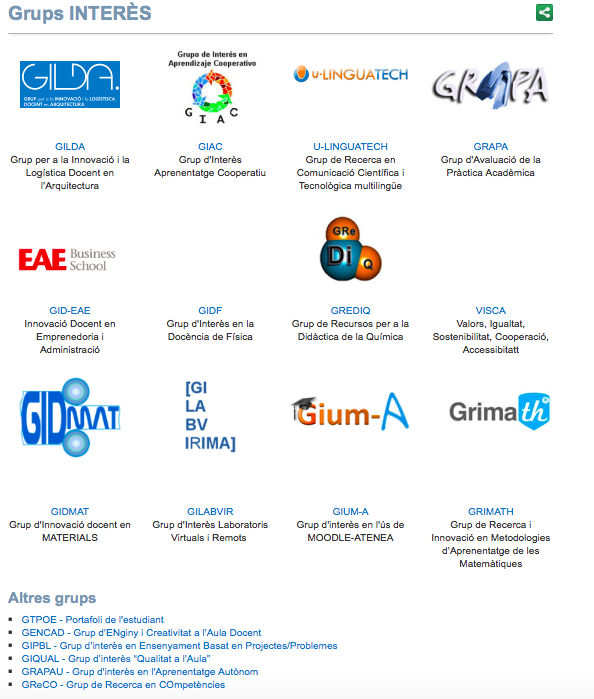 Grups INTERÈS
GILDA.
GRUP per a la INNOVACIÓ i la LOGÍSTICA
DOCENT en ARQUITECTURA
Grupo de Interés en
Aprendizaje Cooperativo
G I A C
U-LINGUATECH
GRAPA
GILDA
Grup per a la Innovació i la
Logística Docent en
l'Arquitectura
GIAC
Grup d'Interès
Aprenentatge Cooperatiu
U-LINGUATECH
Grup de Recerca en
Comunicació Científica i
Tecnològica multilingüe
GRAPA
Grup d'Avaluació de la
Pràctica Acadèmica
EAE Business
School
GRe
Di
Q
GID-EAE
Innovació Docent en
Emprenedoria i
Administració
GIDF
Grup d'Interès en la
Docència de Física
GREDIQ
Grup de Recursos per a la
Didàctica de la Química
VISCA
Valors, Igualtat,
Sostenibilitat, Cooperació,
Accessibitatt
GIDMAT
[GI
LA
BV
IRIMA]
Gium-A
Grimath
GIDMAT
Grup d'Innovació docent en
MATERIALS
GILABVIR
Grup d'Interès Laboratoris
Virtuals i Remots
GIUM-A
Grup d'interès en l'ús de
MOODLE-ATENEA
GRIMATH
Grup de Recerca i
Innovació en Metodologies
d'Aprenentatge de les
Matemàtiques
Altres grups
GTPOE - Portafoli de l'estudiant
GENCAD - Grup d'ENginy i Creativitat a l'Aula Docent
GIPBL - Grup d'interès en Ensenyament Basat en Projectes/Problemes
GIQUAL - Grup d'interès "Qualitat a l'Aula"
GRAPAU - Grup d'interès en l'Aprenentatge Autònom
GReCO - Grup de Recerca en COmpetències